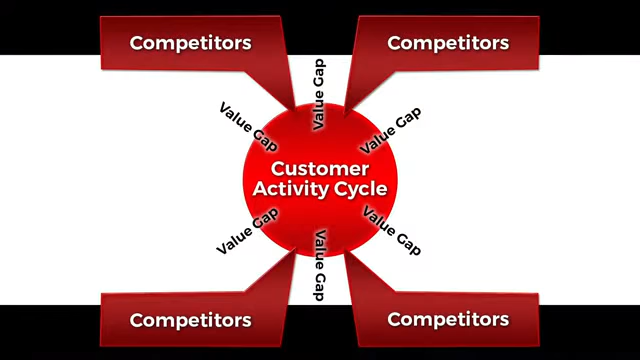 Competitors
Competitors
Value Gap
Value Gap
Value Gap
Customer
Activity Cycle
Value Gap
Value Gap
Value Gap
Competitors
Competitors